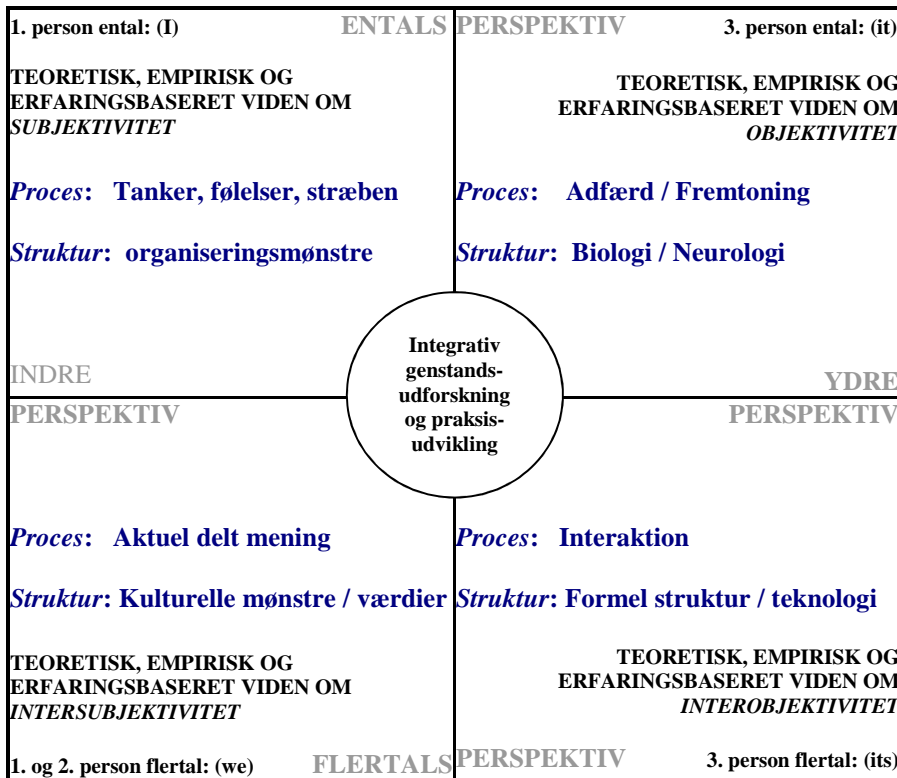 1. person ental: (I)
ENTALS PERSPEKTIV
3. person ental: (it)
TEORETISK, EMPIRISK OG
ERFARINGSBASERET VIDEN OM
SUBJEKTIVITET
TEORETISK, EMPIRISK OG
ERFARINGSBASERET VIDEN OM
OBJEKTIVITET
Proces: Tanker, følelser, stræben
Struktur: organiseringsmønstre
Proces: Adfærd / Fremtoning
Struktur: Biologi / Neurologi
Integrativ
genstands-
udforskning
og praksis-
udvikling
INDRE
PERSPEKTIV
YDRE
PERSPEKTIV
Proces: Aktuel delt mening
Struktur: Kulturelle mønstre / værdier
Proces: Interaktion
Struktur: Formel struktur / teknologi
TEORETISK, EMPIRISK OG
ERFARINGSBASERET VIDEN OM
INTERSUBJEKTIVITET
TEORETISK, EMPIRISK OG
ERFARINGSBASERET VIDEN OM
INTEROBJEKTIVITET
1. og 2. person flertal: (we)
FLERTALS PERSPEKTIV
3. person flertal: (its)